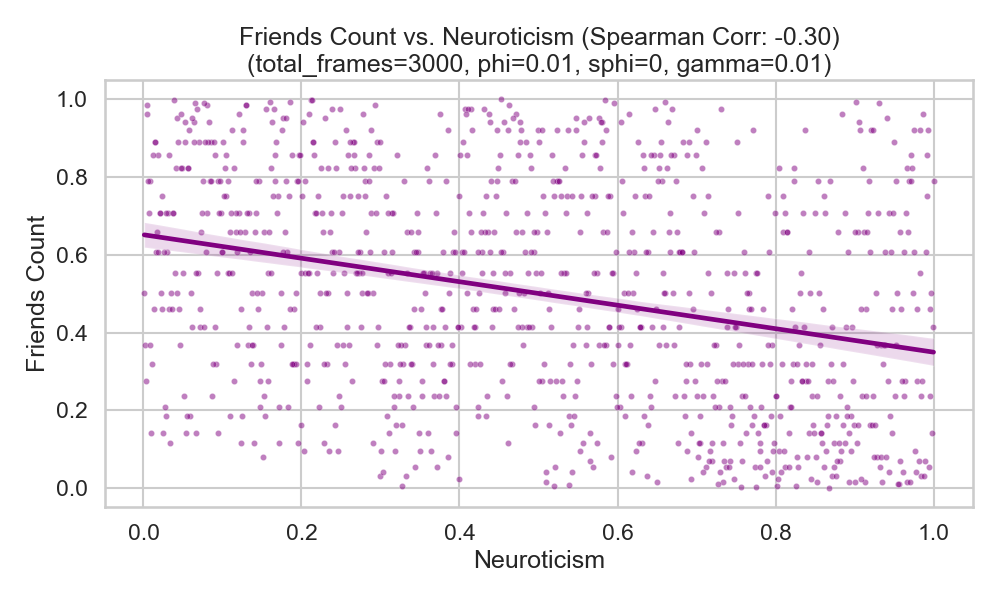 Friends Count vs. Neuroticism (Spearman Corr: -0.30)
(total_frames=3000, phi=0.01, sphi=0, gamma=0.01)
Friends Count
1.0
0.8
0.6
0.4
0.2
0.0
0.0 0.2 0.4 0.6 0.8 1.0
Neuroticism